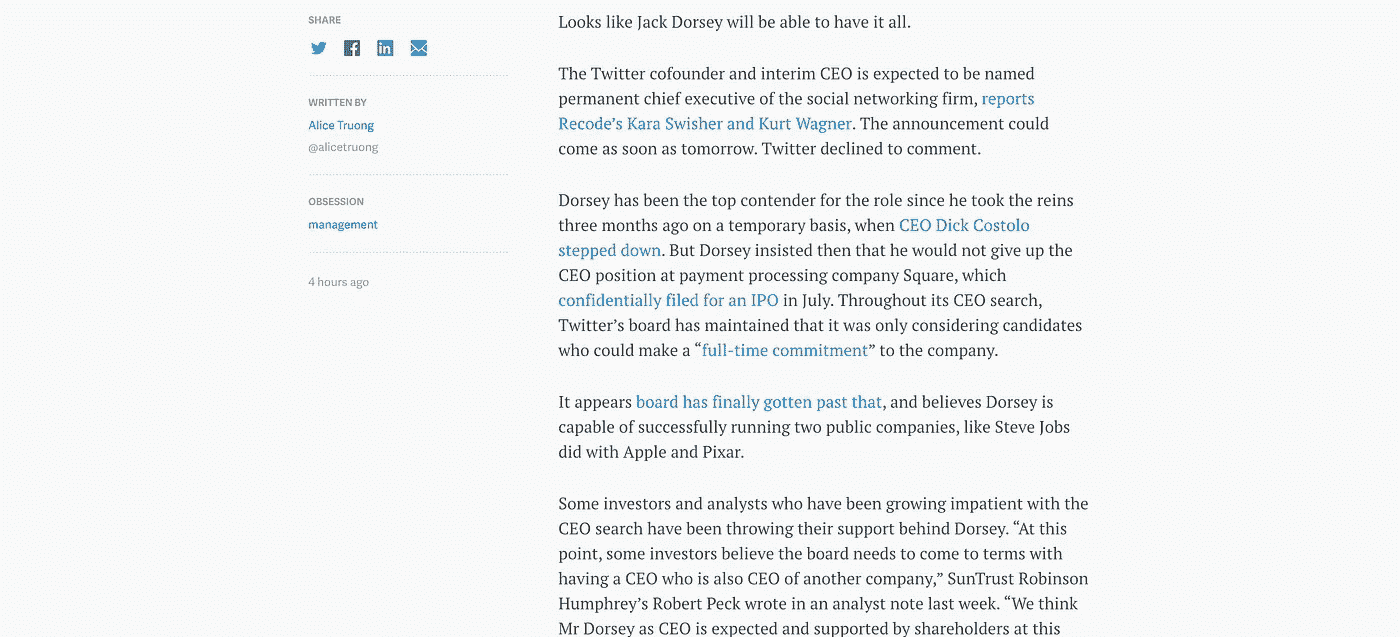 SHARE
WRITTEN BY
Alice Truong
@alicetruong
OBSESSION
management
4 hours ago
Looks like Jack Dorsey will be able to have it all.
The Twitter cofounder and interim CEO is expected to be named
permanent chief executive of the social networking firm, reports
Recode’s Kara Swisher and Kurt Wagner. The announcement could
come as soon as tomorrow. Twitter declined to comment.
Dorsey has been the top contender for the role since he took the reins
three months ago on a temporary basis, when CEO Dick Costolo
stepped down. But Dorsey insisted then that he would not give up the
CEO position at payment processing company Square, which
confidentially filed for an IPO in July. Throughout its CEO search,
Twitter’s board has maintained that it was only considering candidates
who could make a “full-time commitment” to the company.
It appears board has finally gotten past that, and believes Dorsey is
capable of successfully running two public companies, like Steve Jobs
did with Apple and Pixar.
Some investors and analysts who have been growing impatient with the
CEO search have been throwing their support behind Dorsey. “At this
point, some investors believe the board needs to come to terms with
having a CEO who is also CEO of another company,” SunTrust Robinson
Humphrey’s Robert Peck wrote in an analyst note last week. “We think
Mr Dorsey as CEO is expected and supported by shareholders at this